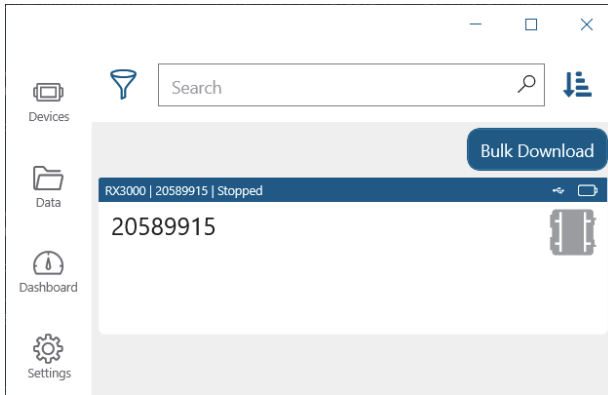 Search
Devices
Bulk Download
Data
RX3000 | 20589915 | Stopped
20589915
Dashboard
Settings